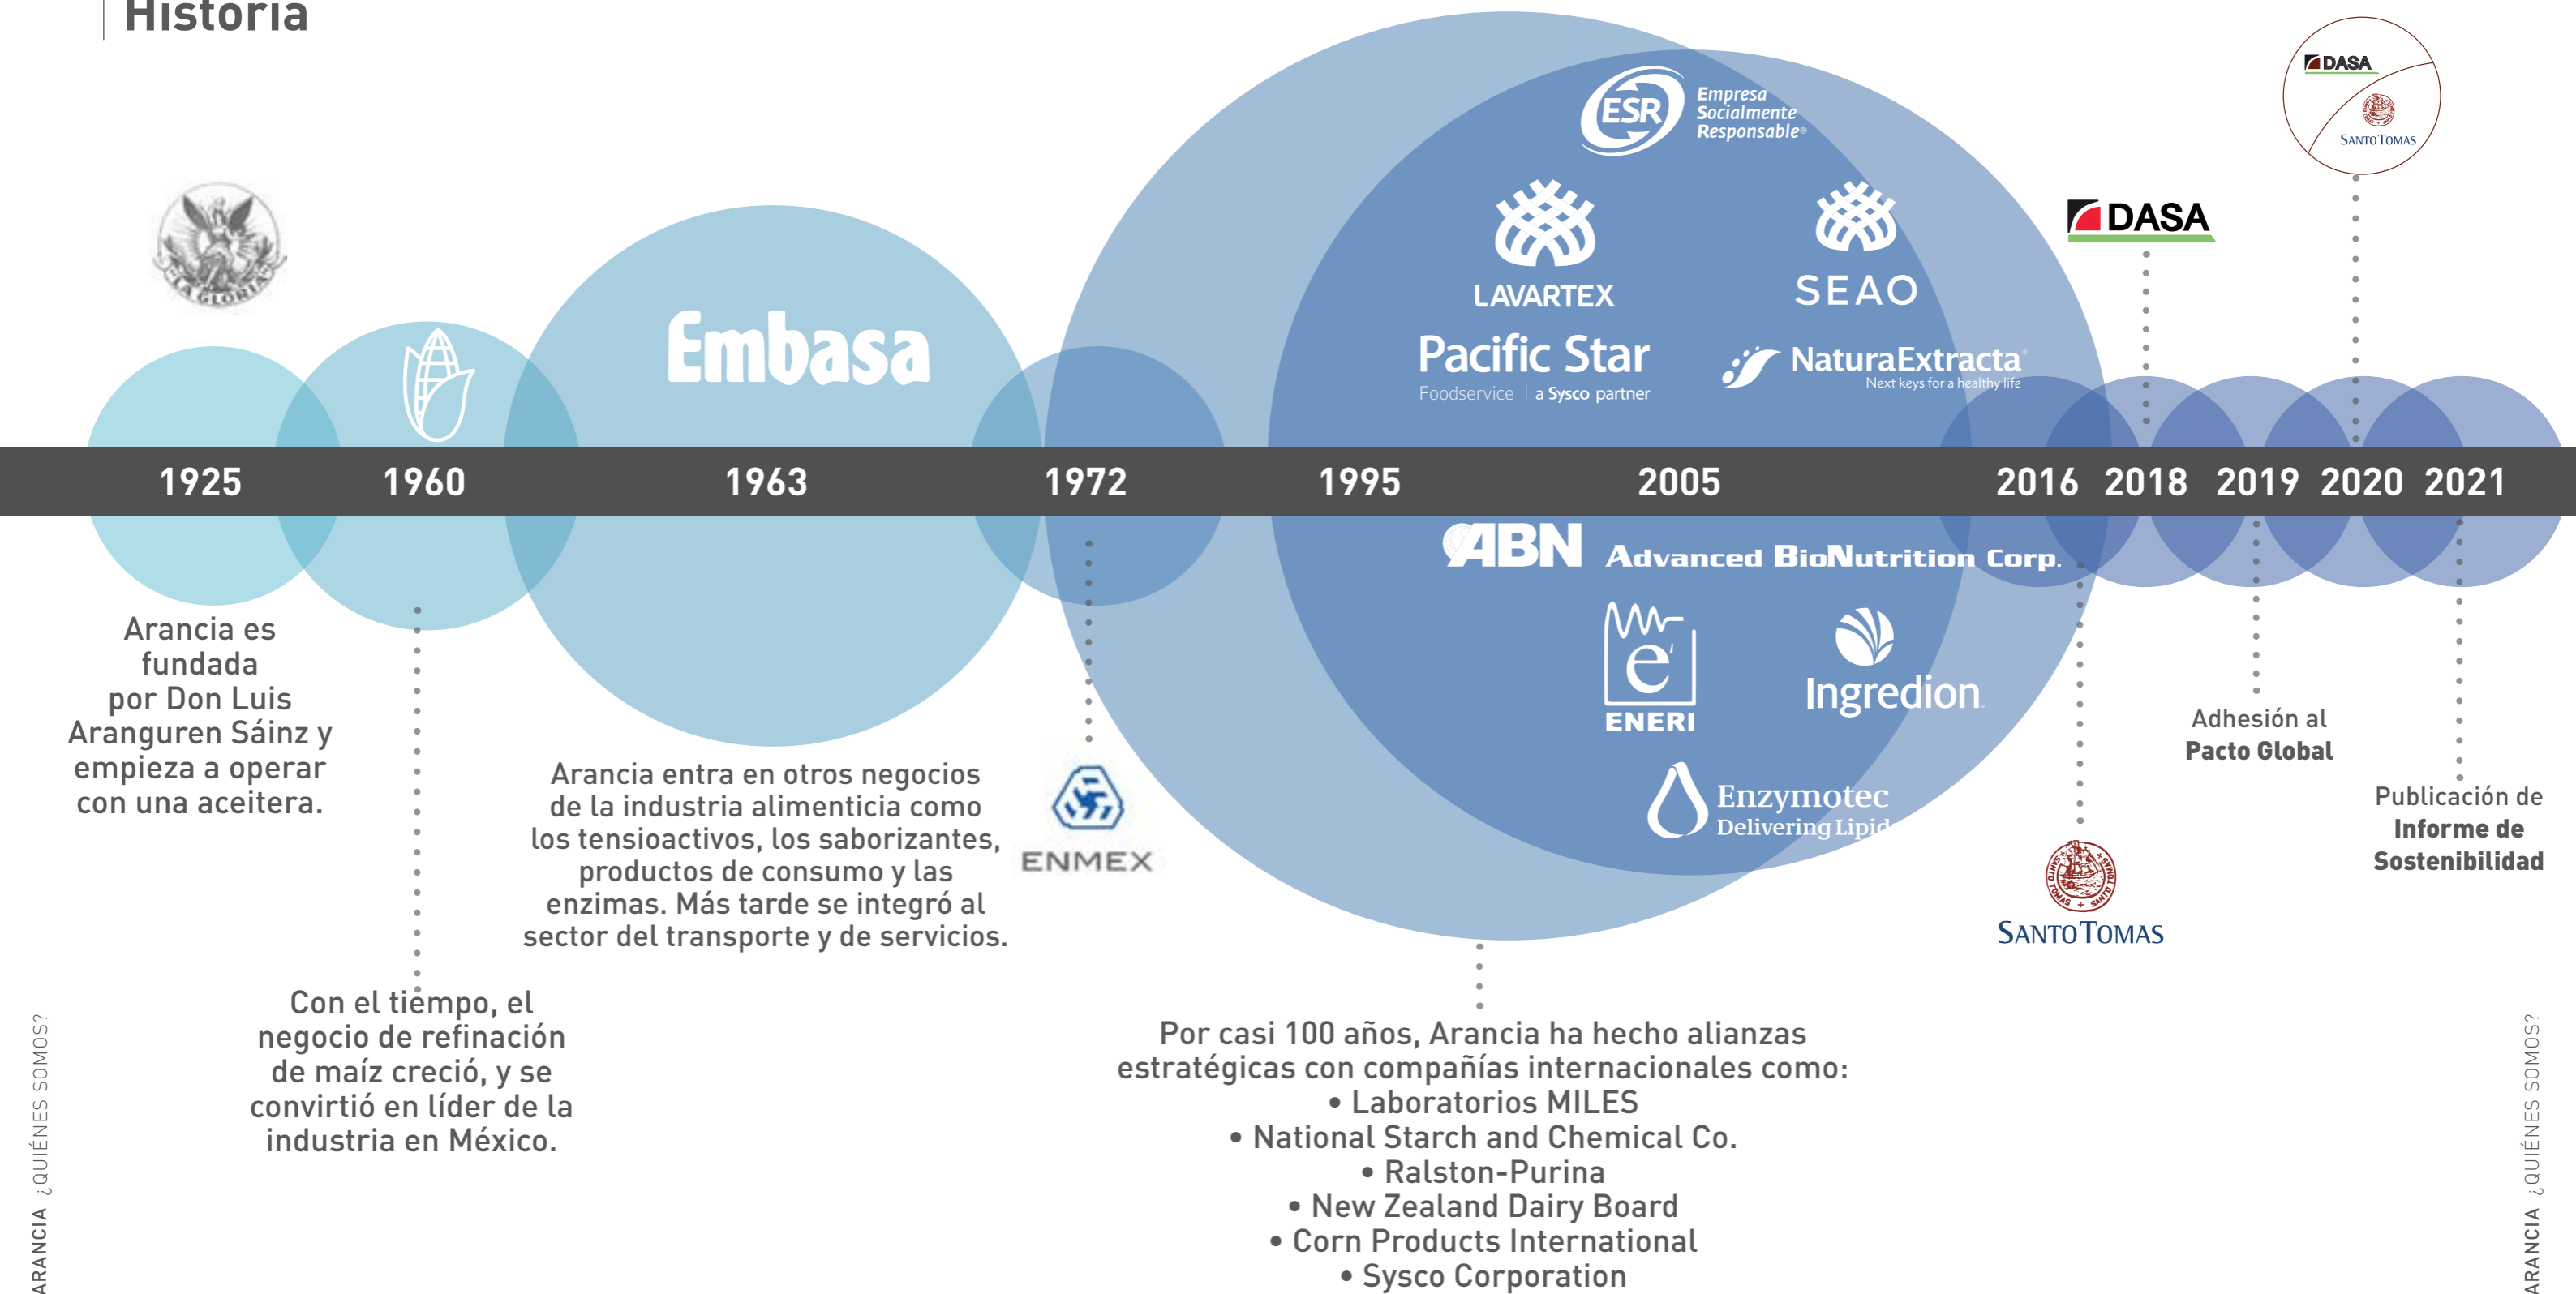 Historia
LA GLORIA
Embasa
ESR
Empresa
Socialmente
Responsable®
LAVARTEX
SEAO
Pacific Star
Foodservice | a Sysco partner
NaturaExtracta
Next keys for a healthy life
DASA
DASA
SANTO TOMAS
1925
1960
1963
1972
1995
2005
2016
2018
2019
2020
2021
Arancia es
fundada
por Don Luis
Aranguren Sáinz y
empieza a operar
con una aceitera.
Con el tiempo, el
negocio de refinación
de maíz creció, y se
convirtió en líder de la
industria en México.
Arancia entra en otros negocios
de la industria alimenticia como
los tensioactivos, los saborizantes,
productos de consumo y las
enzimas. Más tarde se integró al
sector del transporte y de servicios.
ENMEX
ABN Advanced BioNutrition Corp.
e
ENERI
Ingredion
Enzymotec
Delivering Lipid
Por casi 100 años, Arancia ha hecho alianzas
estratégicas con compañías internacionales como:
• Laboratorios MILES
• National Starch and Chemical Co.
• Ralston-Purina
• New Zealand Dairy Board
• Corn Products International
• Sysco Corporation
SANTO TOMAS + SANTO TOMAS +
SANTO TOMAS
Adhesión al
Pacto Global
Publicación de
Informe de
Sostenibilidad
ARANCIA ¿QUIÉNES SOMOS?
ARANCIA ¿QUIÉNES SOMOS?